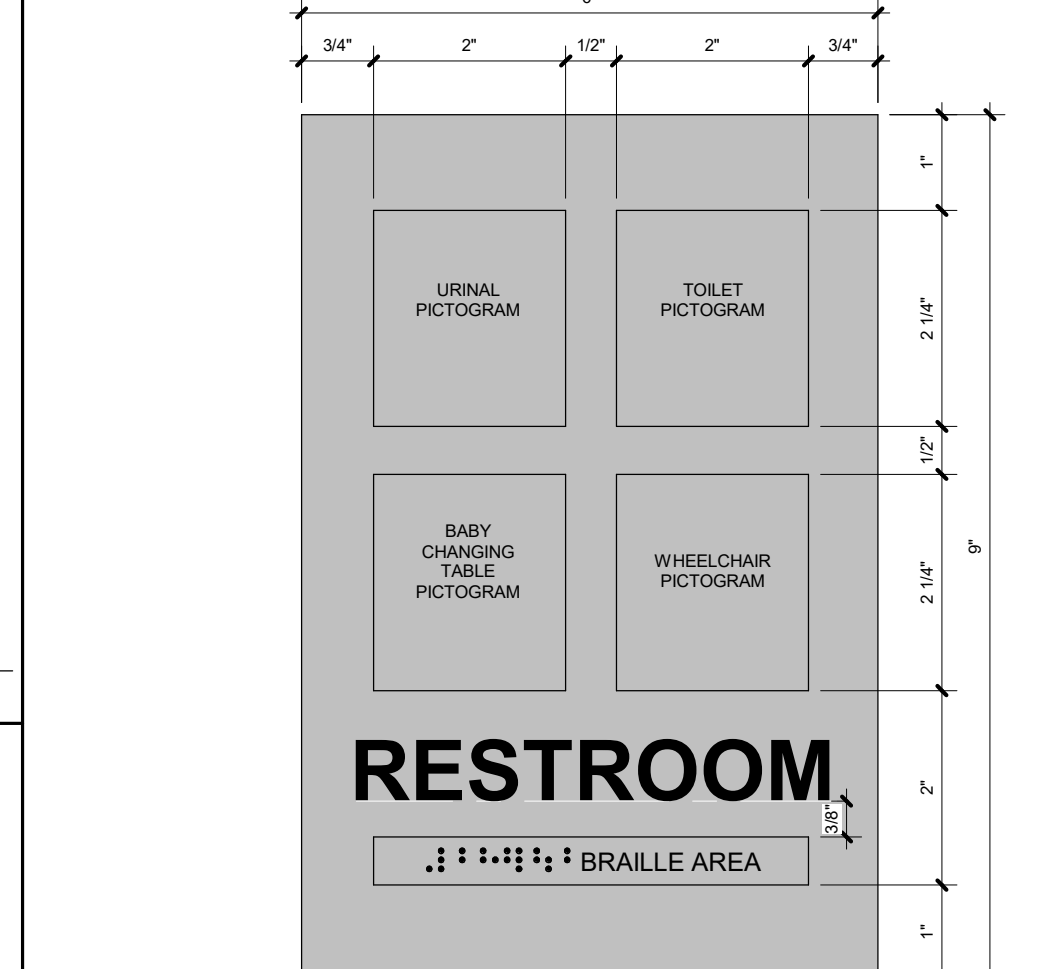 3/4" 2" 1/2" 2" 3/4"
1"
URINAL
PICTOGRAM
TOILET
PICTOGRAM
2 1/4"
1/2"
9"
BABY
CHANGING
TABLE
PICTOGRAM
WHEELCHAIR
PICTOGRAM
2 1/4"
RESTROOM
2"
3/8"
BRAILLE AREA
1"